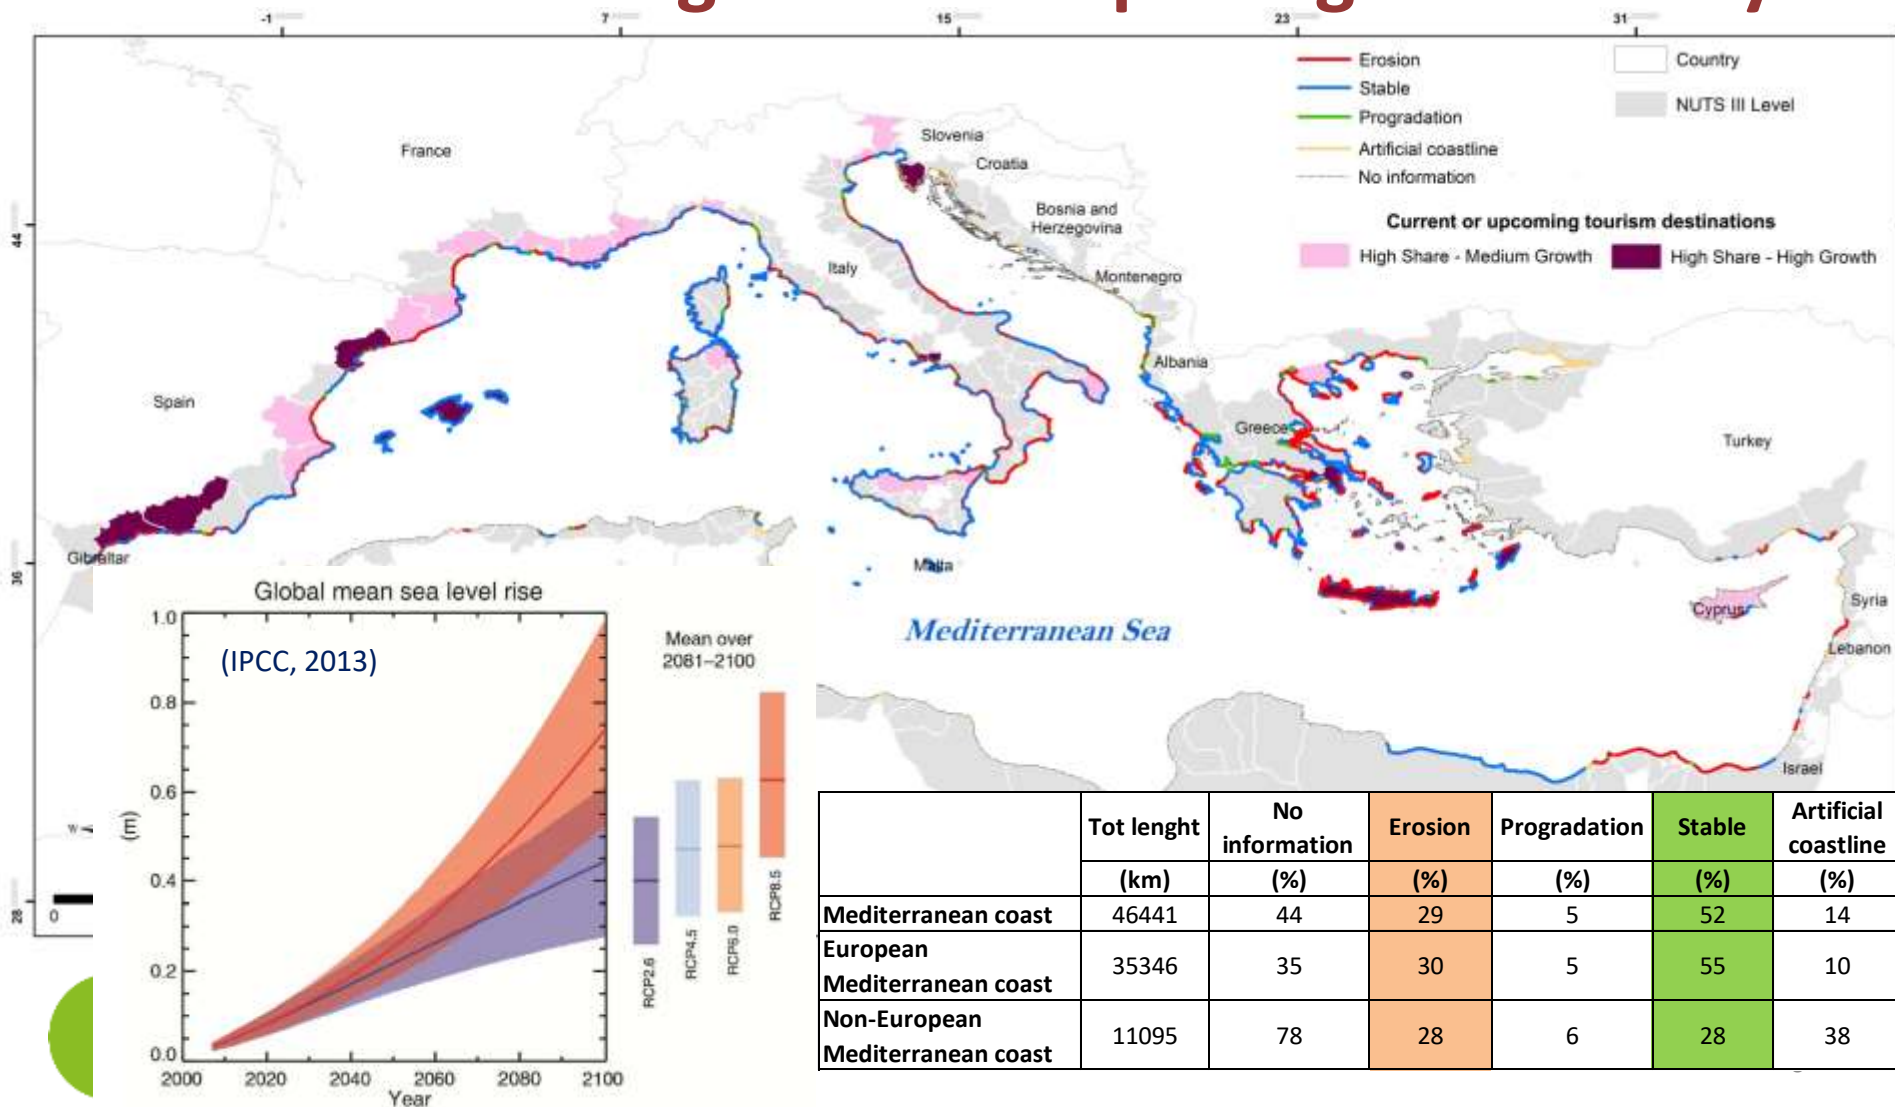 -1 7 15 23 31
44
36
28
Erosion
Stable
Progradation
Artificial coastline
No information
Country
NUTS III Level
Current or upcoming tourism destinations
High Share - Medium Growth
High Share - High Growth
France
Slovenia
Croatia
Bosnia and
Herzegovina
Montenegro
Italy
Albania
Spain
Greece
Turkey
Gibraltar
Malta
Cyprus
Syria
Lebanon
Israel
Mediterranean Sea
W
0
Global mean sea level rise
(IPCC, 2013)
Mean over
2081–2100
1.0
0.8
0.6
0.4
0.2
0.0
(m)
2000 2020 2040 2060 2080 2100
Year
RCP2.6
RCP4.5
RCP6.0
RCP8.5
Tot lenght No information Erosion Progradation Stable Artificial coastline
(km) (%) (%) (%) (%) (%)
Mediterranean coast 46441 44 29 5 52 14
European Mediterranean coast 35346 35 30 5 55 10
Non-European Mediterranean coast 11095 78 28 6 28 38